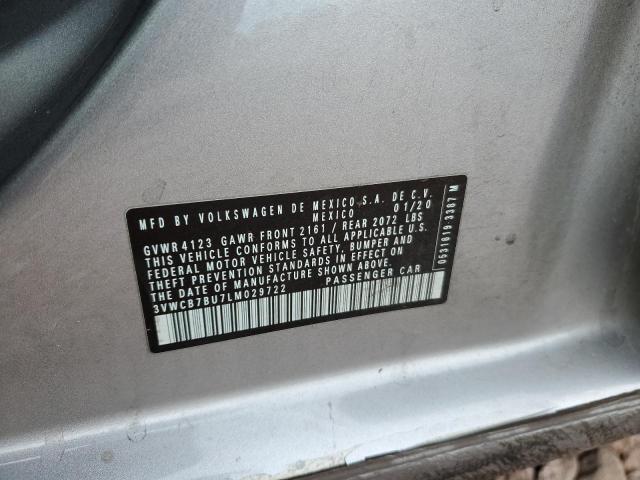 MFD BY VOLKSWAGEN DE MEXICO S.A. DE C.V.
MEXICO 01/20
GVWR 4123 GAWR FRONT 2161 / REAR 2072 LBS
THIS VEHICLE CONFORMS TO ALL APPLICABLE U.S.
FEDERAL MOTOR VEHICLE SAFETY, BUMPER AND
THEFT PREVENTION STANDARDS IN EFFECT ON
THE DATE OF MANUFACTURE SHOWN ABOVE.
3VWCB7BU7LM029722 PASSENGER CAR
0531619 3387 M